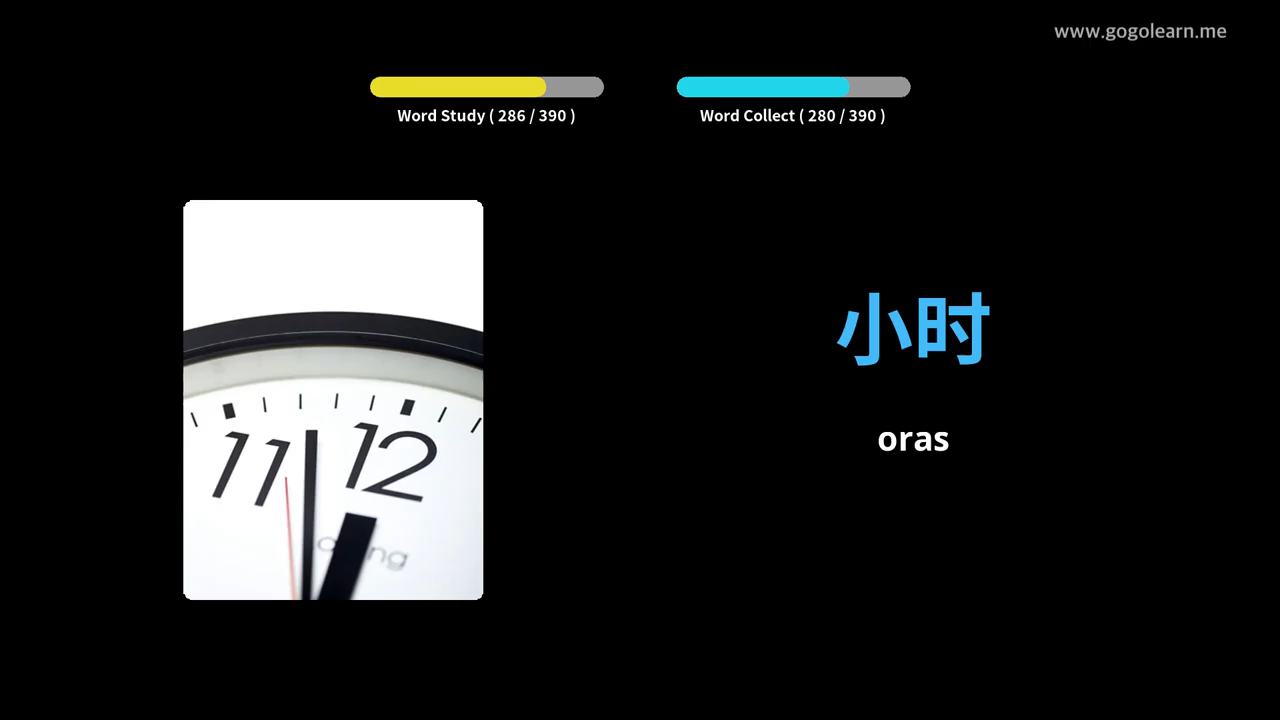 www.gogolearn.me
Word Study ( 286 / 390 )
Word Collect ( 280 / 390 )
小时
oras
11
12